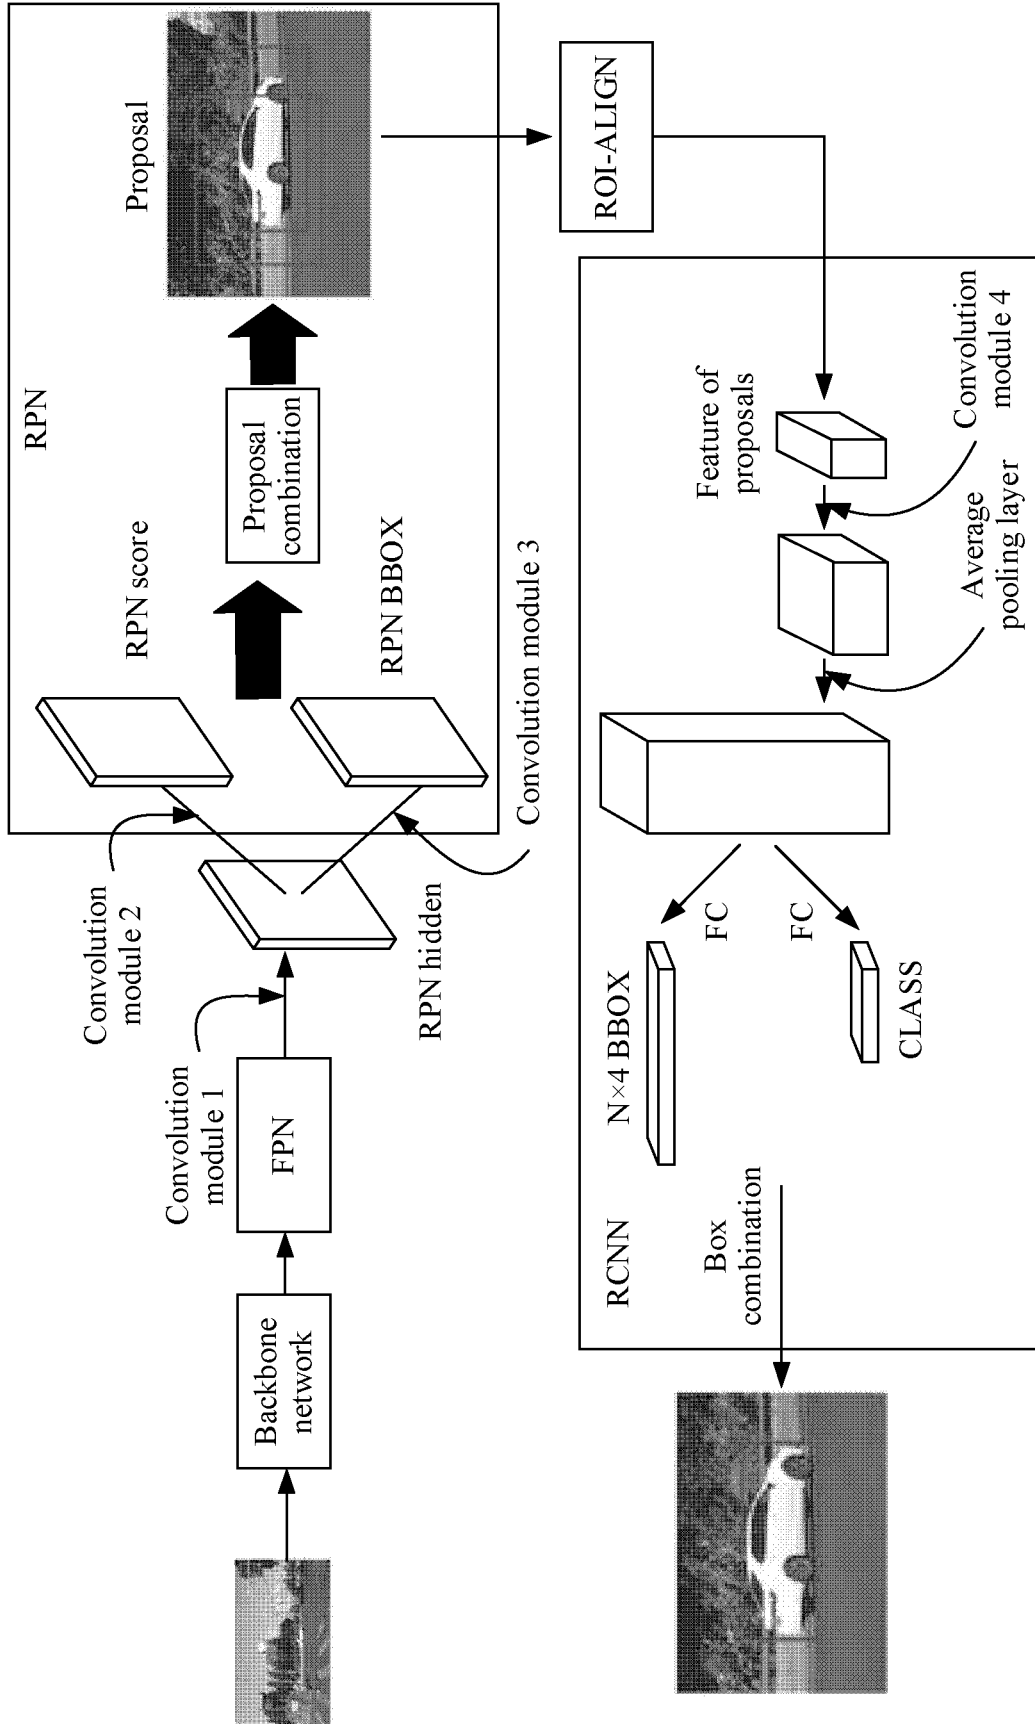 Backbone
network
FPN
Convolution
module 1
RPN hidden
Convolution
module 2
Convolution module 3
RPN
RPN score
RPN BBOX
Proposal
combination
Proposal
ROI-ALIGN
RCNN
Feature of
proposals
Convolution
module 4
Average
pooling layer
FC
FC
N×4 BBOX
CLASS
Box
combination